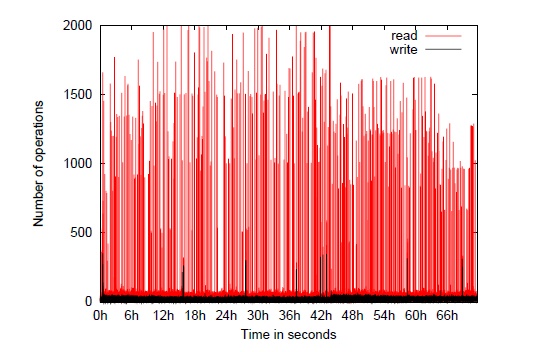 read
write
2000
1500
1000
500
0
Number of operations
0h 6h 12h 18h 24h 30h 36h 42h 48h 54h 60h 66h
Time in seconds